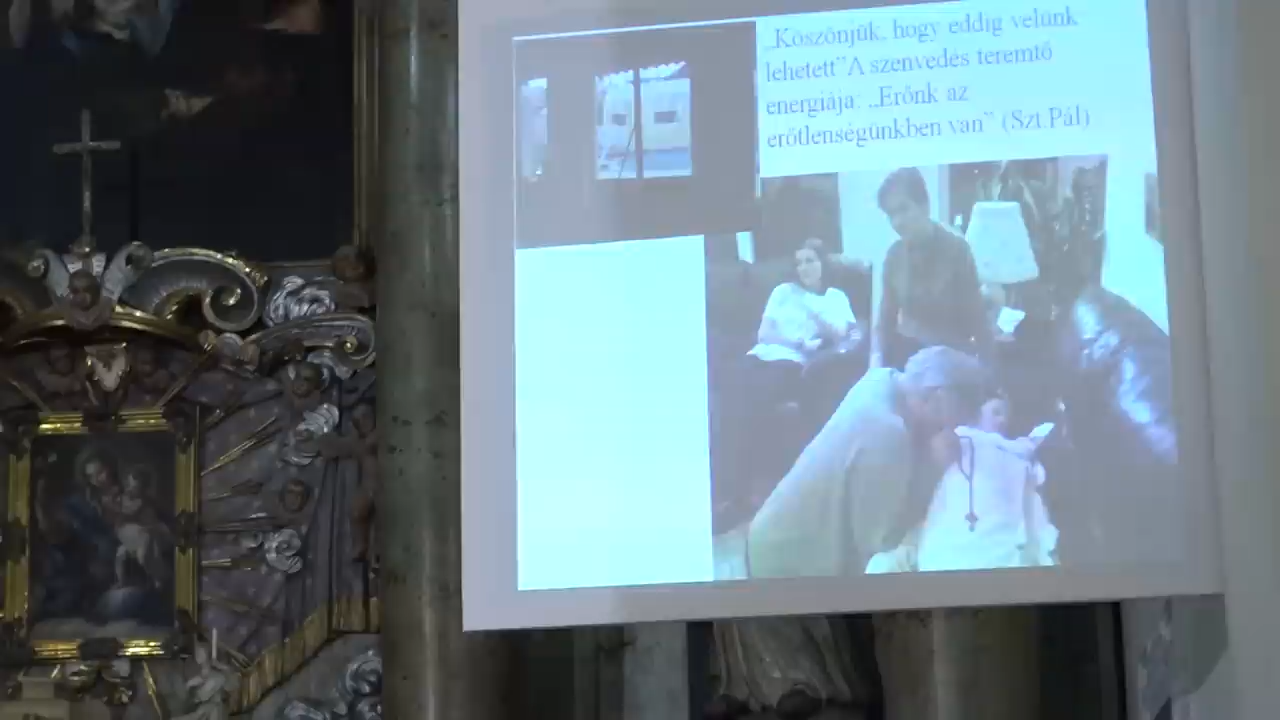 „Köszönjük, hogy eddig velünk
lehetett”A szenvedés teremtő
energiája: „Erőnk az
erőtlenségünkben van” (Szt.Pál)